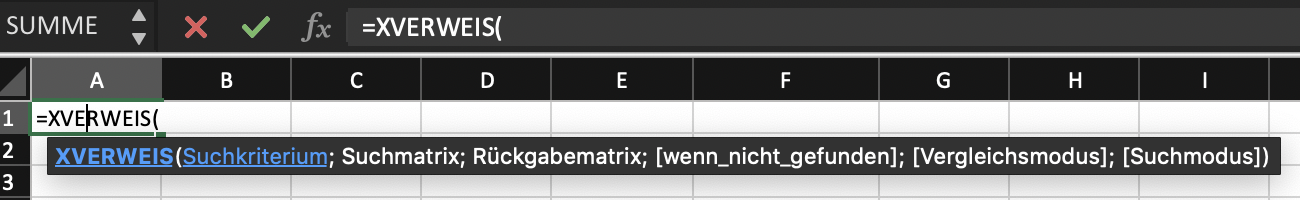 SUMME fx =XVERWEIS(
A B C D E F G H I
1 =XVERWEIS(
2 XVERWEIS(Suchkriterium; Suchmatrix; Rückgabematrix; [wenn_nicht_gefunden]; [Vergleichsmodus]; [Suchmodus])
3